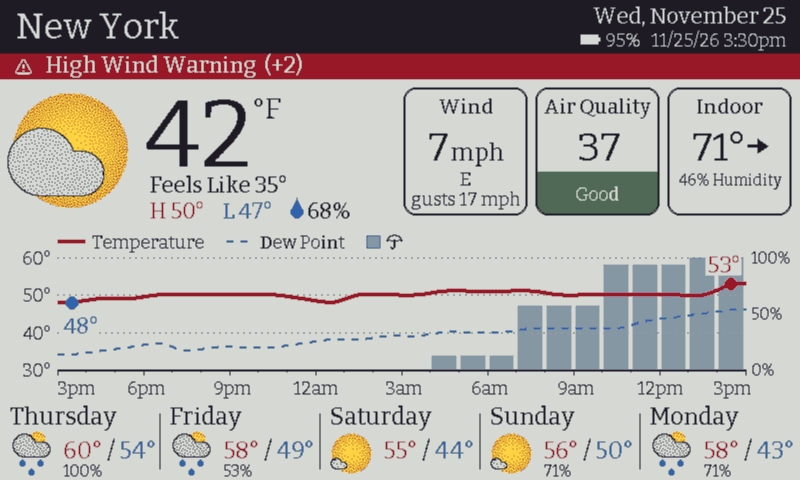 New York
Wed, November 25
95% 11/25/26 3:30pm
High Wind Warning (+2)
42°F
Feels Like 35°
H 50° L 47° 68%
Wind
7 mph
E
gusts 17 mph
Air Quality
37
Good
Indoor
71°
46% Humidity
Temperature Dew Point
60° 100%
53°
50° 50%
48°
40°
30° 0%
3pm 6pm 9pm 12am 3am 6am 9am 12pm 3pm
Thursday Friday Saturday Sunday Monday
60° / 54° 58° / 49° 55° / 44° 56° / 50° 58° / 43°
100% 53% 71% 71%